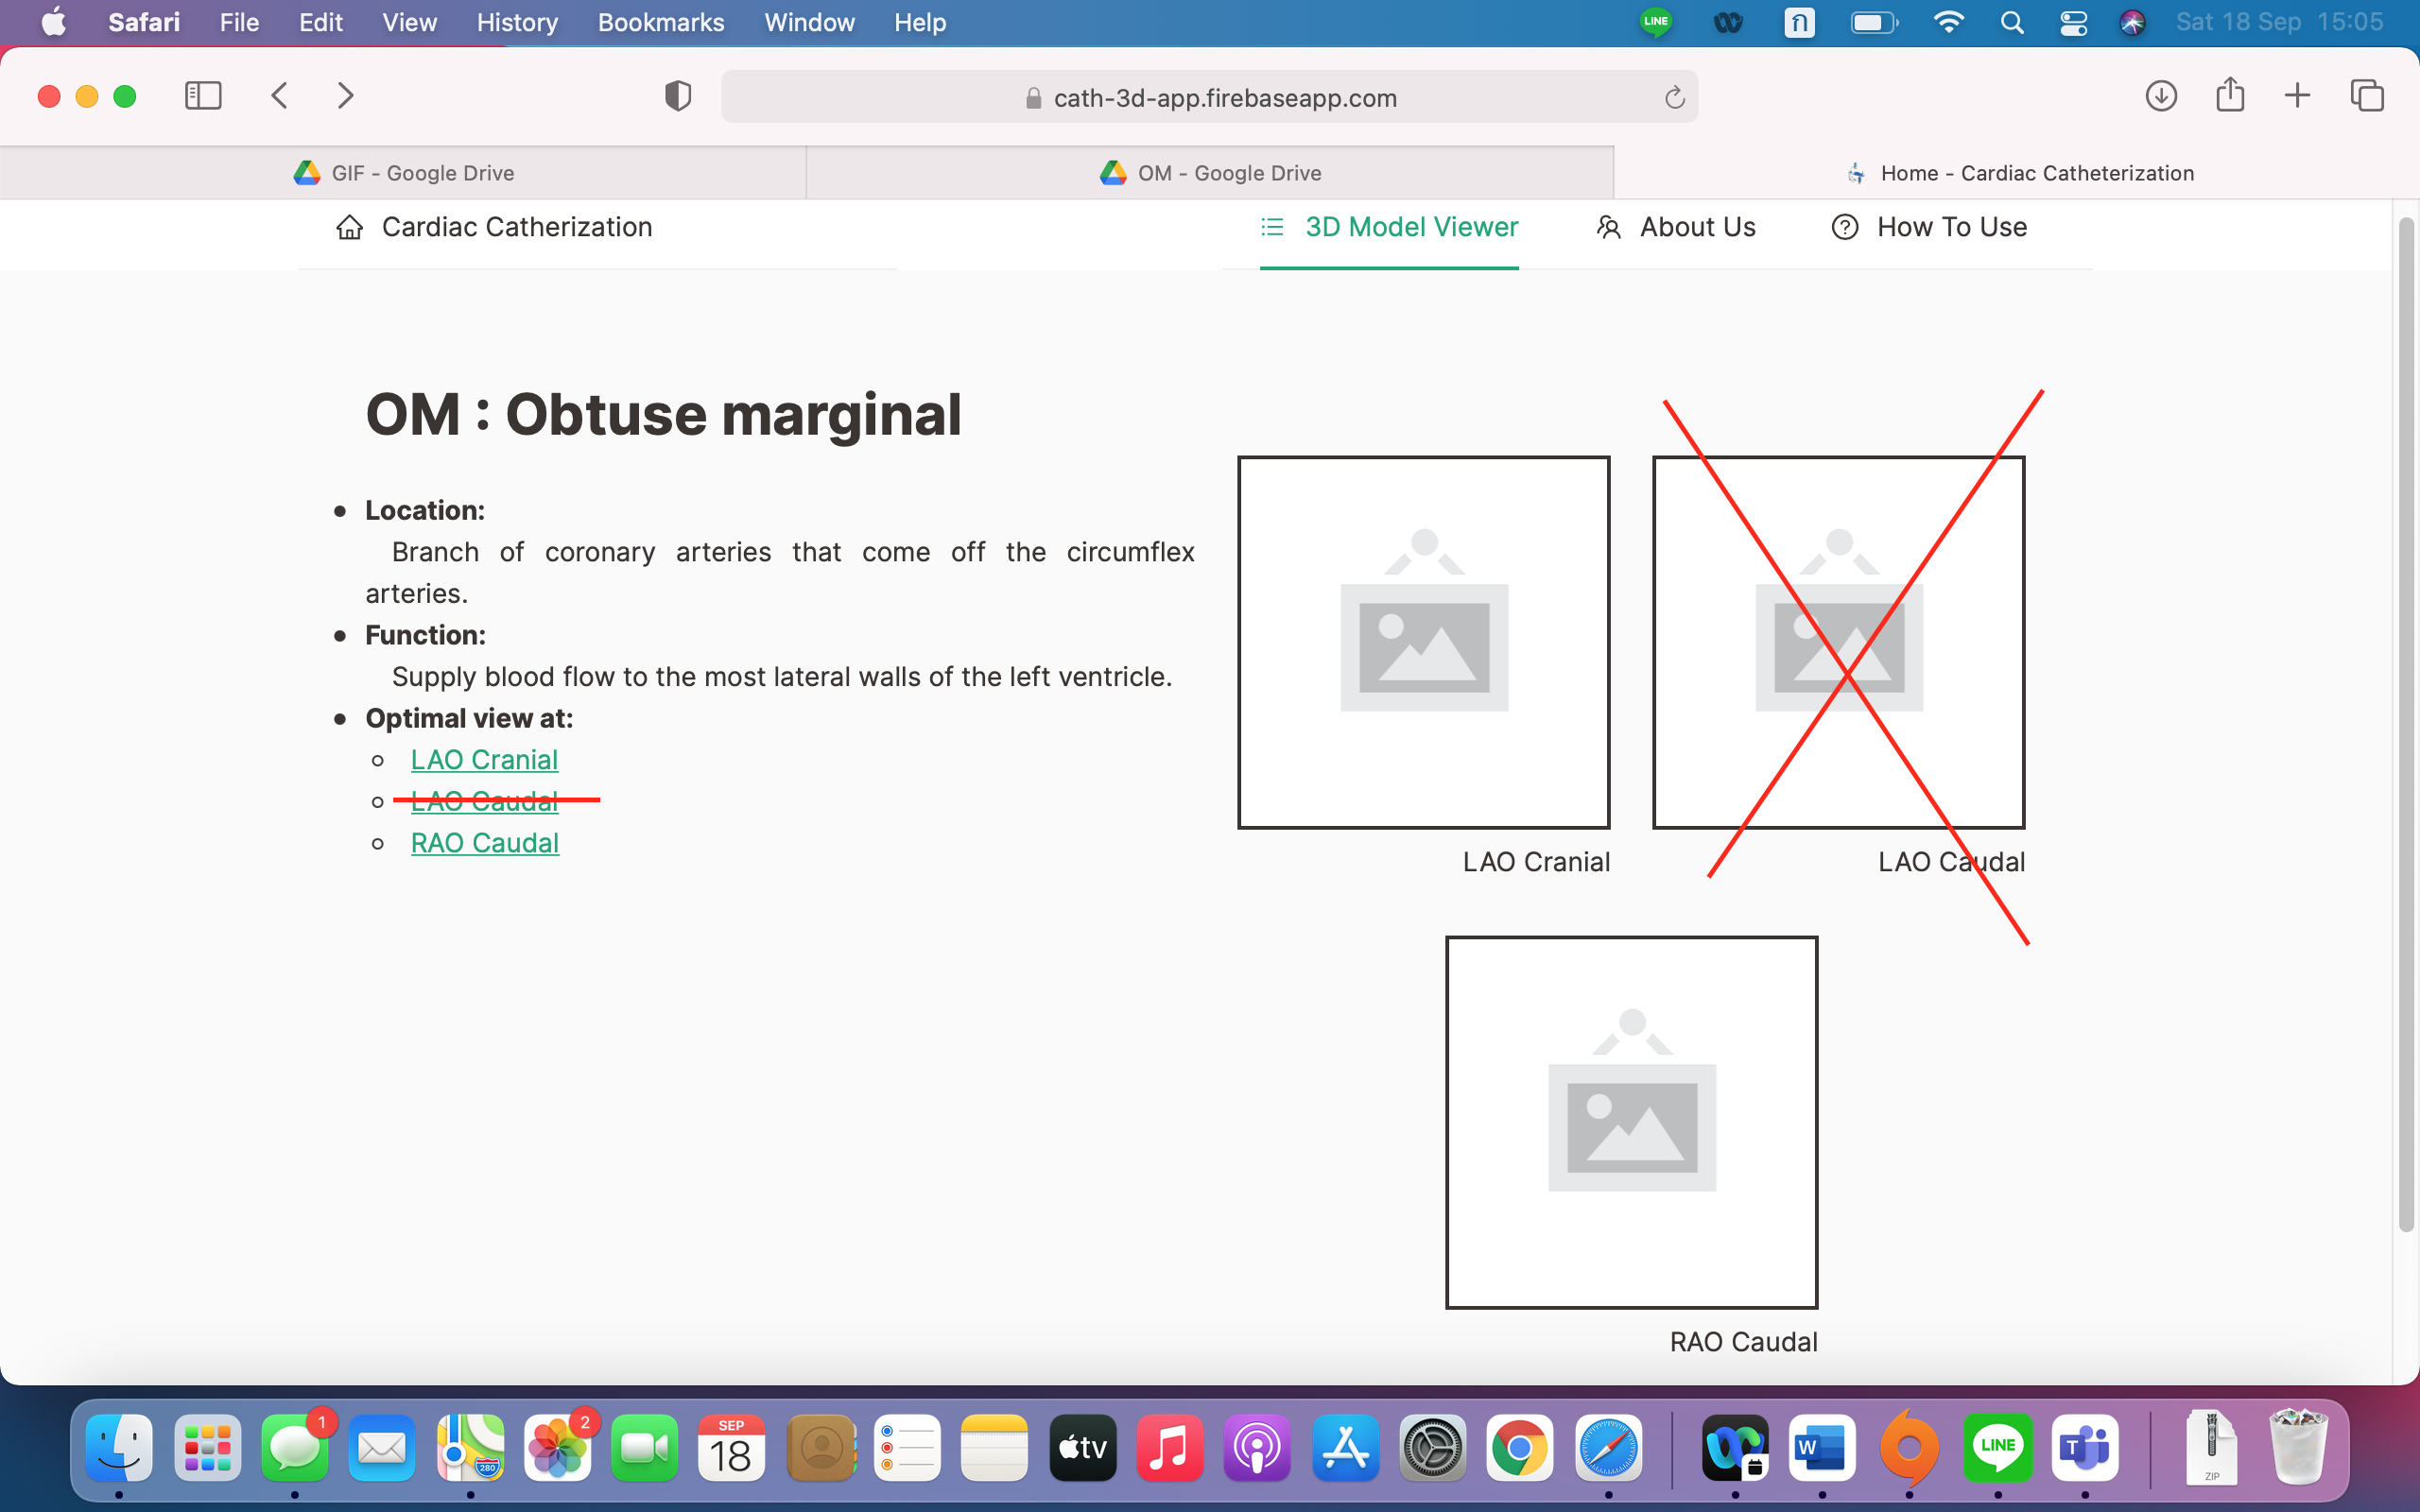 Safari File Edit View History Bookmarks Window Help LINE ก Sat 18 Sep 15:05
cath-3d-app.firebaseapp.com
GIF - Google Drive
OM - Google Drive
Home - Cardiac Catheterization
Cardiac Catherization
3D Model Viewer
About Us
How To Use
OM : Obtuse marginal
Location:
Branch of coronary arteries that come off the circumflex
arteries.
Function:
Supply blood flow to the most lateral walls of the left ventricle.
Optimal view at:
LAO Cranial
LAO Caudal
RAO Caudal
LAO Cranial
LAO Caudal
RAO Caudal
1
280
2
SEP
18
tv
W
LINE
T
ZIP